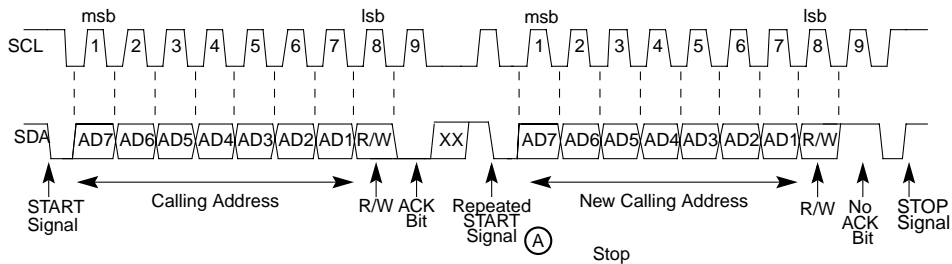 msb lsb msb lsb
SCL 1 2 3 4 5 6 7 8 9 1 2 3 4 5 6 7 8 9
SDA AD7 AD6 AD5 AD4 AD3 AD2 AD1 R/W XX AD7 AD6 AD5 AD4 AD3 AD2 AD1 R/W
START Signal
Calling Address
R/W
ACK Bit
Repeated START Signal
New Calling Address
R/W
No ACK Bit
STOP Signal
A
Stop